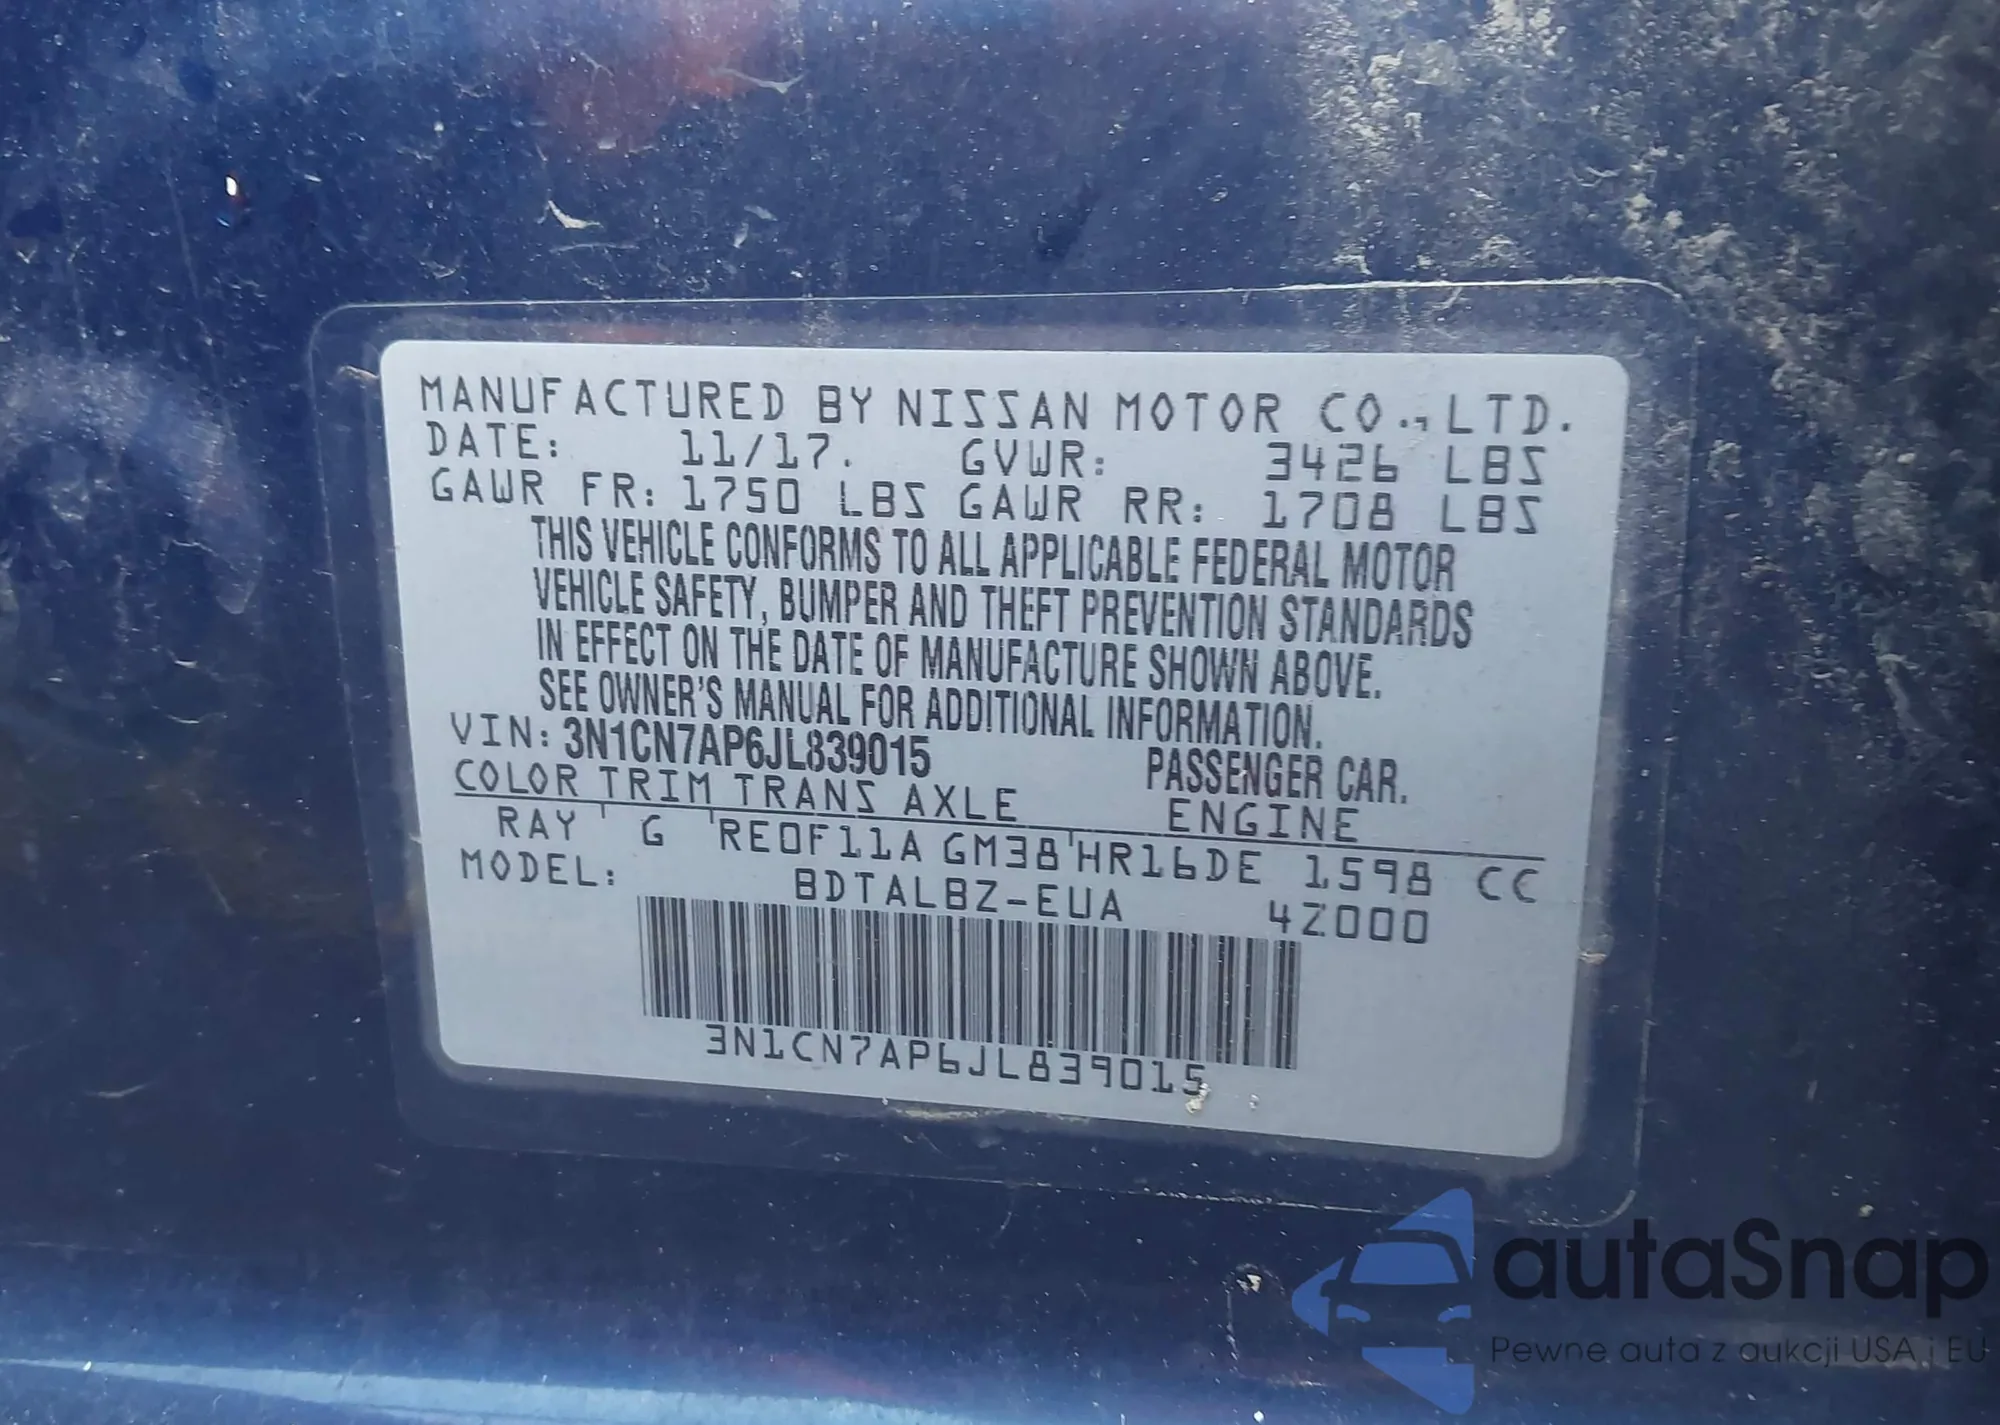 MANUFACTURED BY NISSAN MOTOR CO., LTD.
DATE: 11/17. GVWR: 3426 LBS
GAWR FR: 1750 LBS GAWR RR: 1708 LBS
THIS VEHICLE CONFORMS TO ALL APPLICABLE FEDERAL MOTOR
VEHICLE SAFETY, BUMPER AND THEFT PREVENTION STANDARDS
IN EFFECT ON THE DATE OF MANUFACTURE SHOWN ABOVE.
SEE OWNER'S MANUAL FOR ADDITIONAL INFORMATION.
VIN: 3N1CN7AP6JL839015 PASSENGER CAR.
COLOR TRIM TRANS AXLE ENGINE
RAY G RE0F11A GM38 HR16DE 1598 CC
MODEL: BDTALBZ-EUA 4Z000
3N1CN7AP6JL839015
autaSnap
Pewne auta z aukcji USA i EU